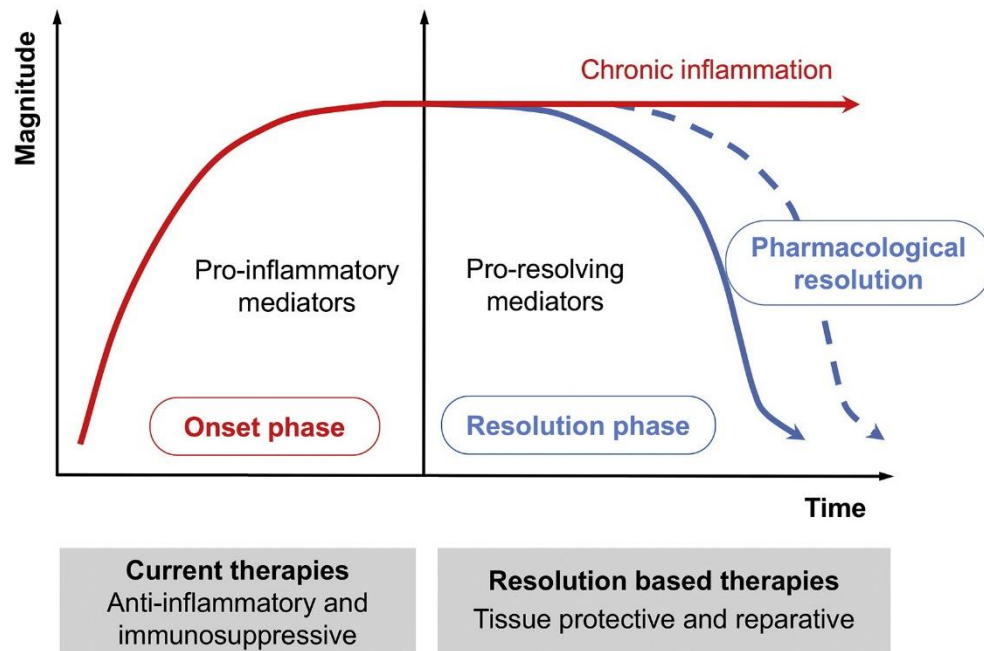 Magnitude
Chronic inflammation
Pro-inflammatory
mediators
Pro-resolving
mediators
Pharmacological
resolution
Onset phase
Resolution phase
Time
Current therapies
Anti-inflammatory and
immunosuppressive
Resolution based therapies
Tissue protective and reparative